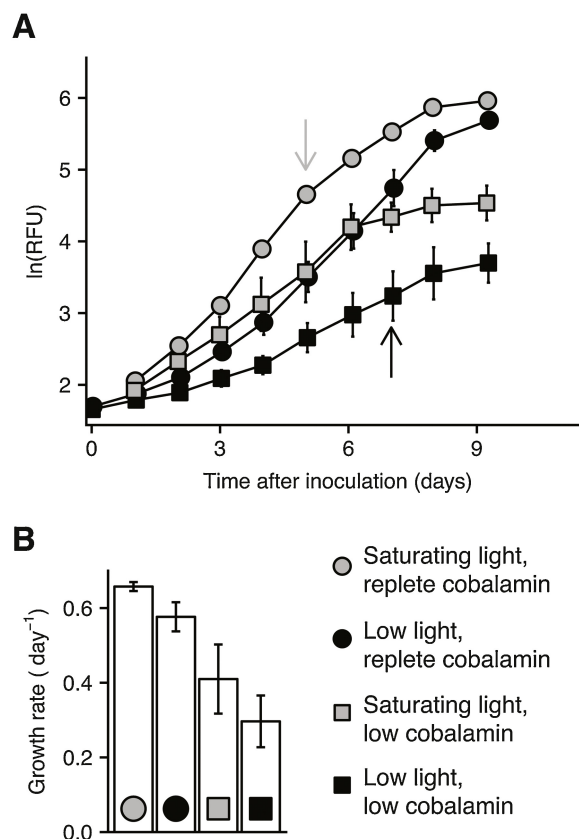 A
6
5
4
3
2
ln(RFU)
0 3 6 9
Time after inoculation (days)
B
0.6
0.4
0.2
0.0
Growth rate ( day⁻¹)
Saturating light,
replete cobalamin
Low light,
replete cobalamin
Saturating light,
low cobalamin
Low light,
low cobalamin